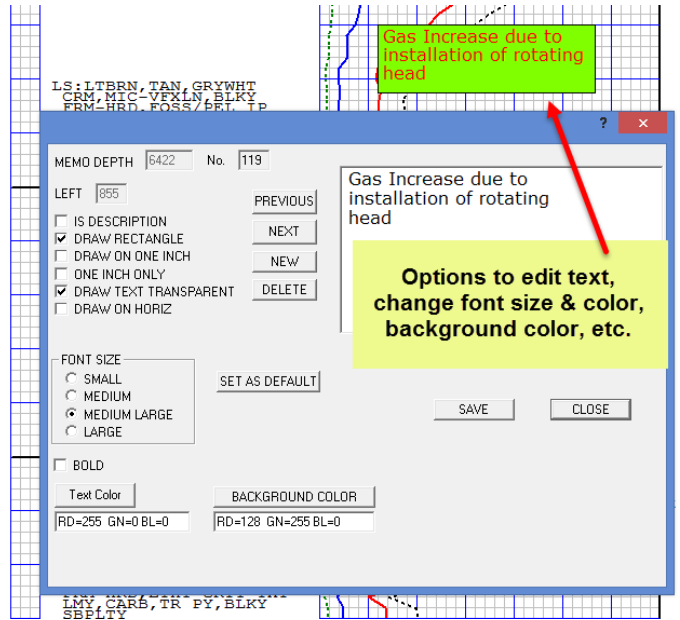 Gas Increase due to
installation of rotating
head
LS:LTBRN,TAN,GRYWHT
CRM,MIC-VFXLN,BLKY
FRM-HRD,FOSS/PEL IP
? ×
MEMO DEPTH 6422 No. 119
LEFT 855
IS DESCRIPTION
DRAW RECTANGLE
DRAW ON ONE INCH
ONE INCH ONLY
DRAW TEXT TRANSPARENT
DRAW ON HORIZ
PREVIOUS
NEXT
NEW
DELETE
Gas Increase due to
installation of rotating
head
Options to edit text,
change font size & color,
background color, etc.
FONT SIZE
SMALL
MEDIUM
MEDIUM LARGE
LARGE
SET AS DEFAULT
SAVE CLOSE
BOLD
Text Color BACKGROUND COLOR
RD=255 GN=0 BL=0 RD=128 GN=255 BL=0
LMY,CARB,TR PY,BLKY
SBPLTY